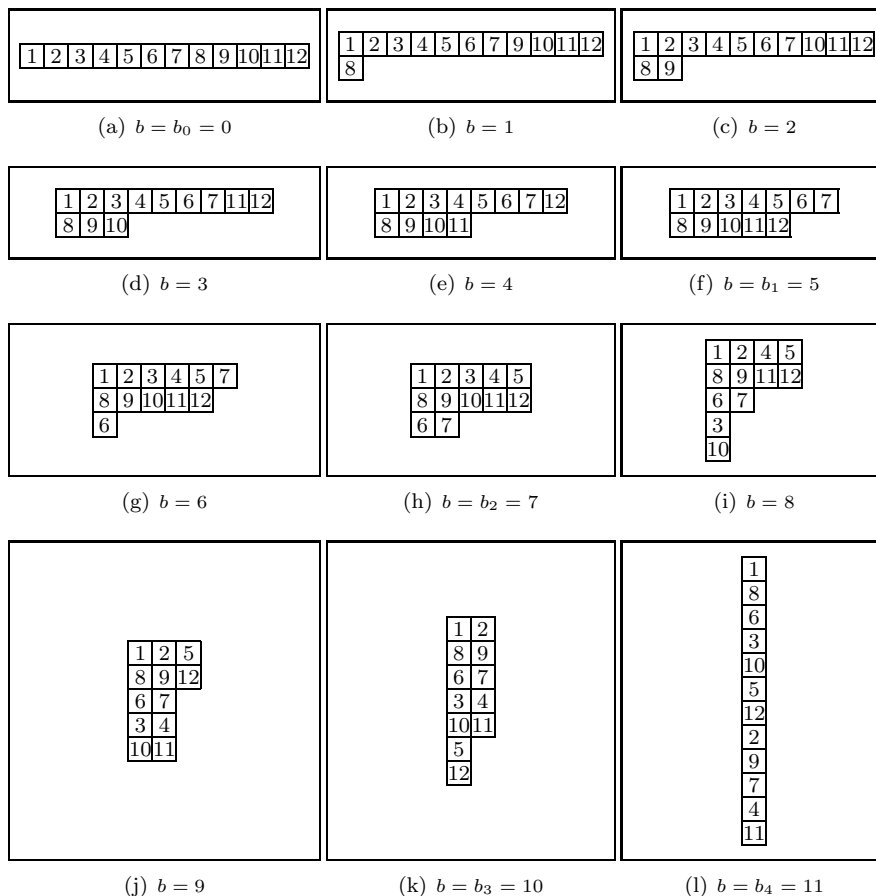 1 2 3 4 5 6 7 8 9 10 11 12
(a) b = b₀ = 0
1 2 3 4 5 6 7 9 10 11 12
8
(b) b = 1
1 2 3 4 5 6 7 10 11 12
8 9
(c) b = 2
1 2 3 4 5 6 7 11 12
8 9 10
(d) b = 3
1 2 3 4 5 6 7 12
8 9 10 11
(e) b = 4
1 2 3 4 5 6 7
8 9 10 11 12
(f) b = b₁ = 5
1 2 3 4 5 7
8 9 10 11 12
6
(g) b = 6
1 2 3 4 5
8 9 10 11 12
6 7
(h) b = b₂ = 7
1 2 4 5
8 9 11 12
6 7
3
10
(i) b = 8
1 2 5
8 9 12
6 7
3 4
10 11
(j) b = 9
1 2
8 9
6 7
3 4
10 11
5
12
(k) b = b₃ = 10
1
8
6
3
10
5
12
2
9
7
4
11
(l) b = b₄ = 11